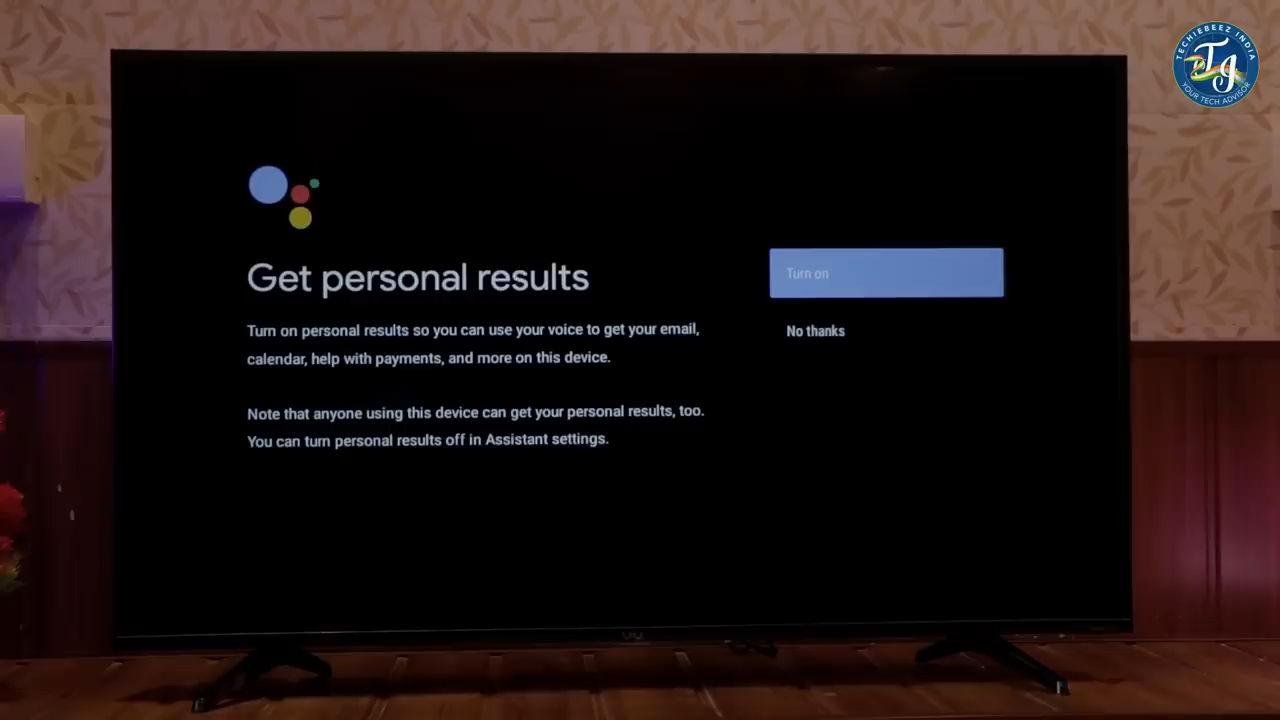 TECHIEBEEZ INDIA
TJ
YOUR TECH ADVISOR
Get personal results
Turn on personal results so you can use your voice to get your email,
calendar, help with payments, and more on this device.
Note that anyone using this device can get your personal results, too.
You can turn personal results off in Assistant settings.
Turn on
No thanks
VU